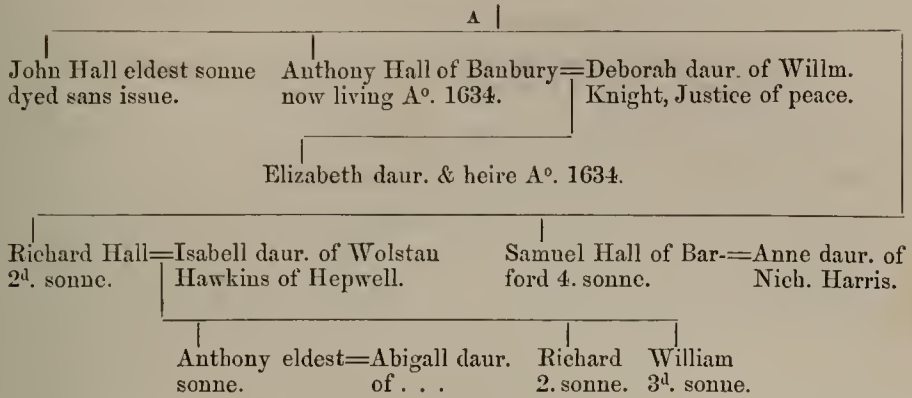 A
John Hall eldest sonne
dyed sans issue.
Anthony Hall of Banbury=Deborah daur. of Willm.
now living Aº. 1634.
Knight, Justice of peace.
Elizabeth daur. & heire Aº. 1634.
Richard Hall=Isabell daur. of Wolstan
2ᵈ. sonne.
Hawkins of Hepwell.
Samuel Hall of Bar-=Anne daur. of
ford 4. sonne.
Nich. Harris.
Anthony eldest=Abigall daur.
sonne.
of . . .
Richard
2. sonne.
William
3ᵈ. sonne.